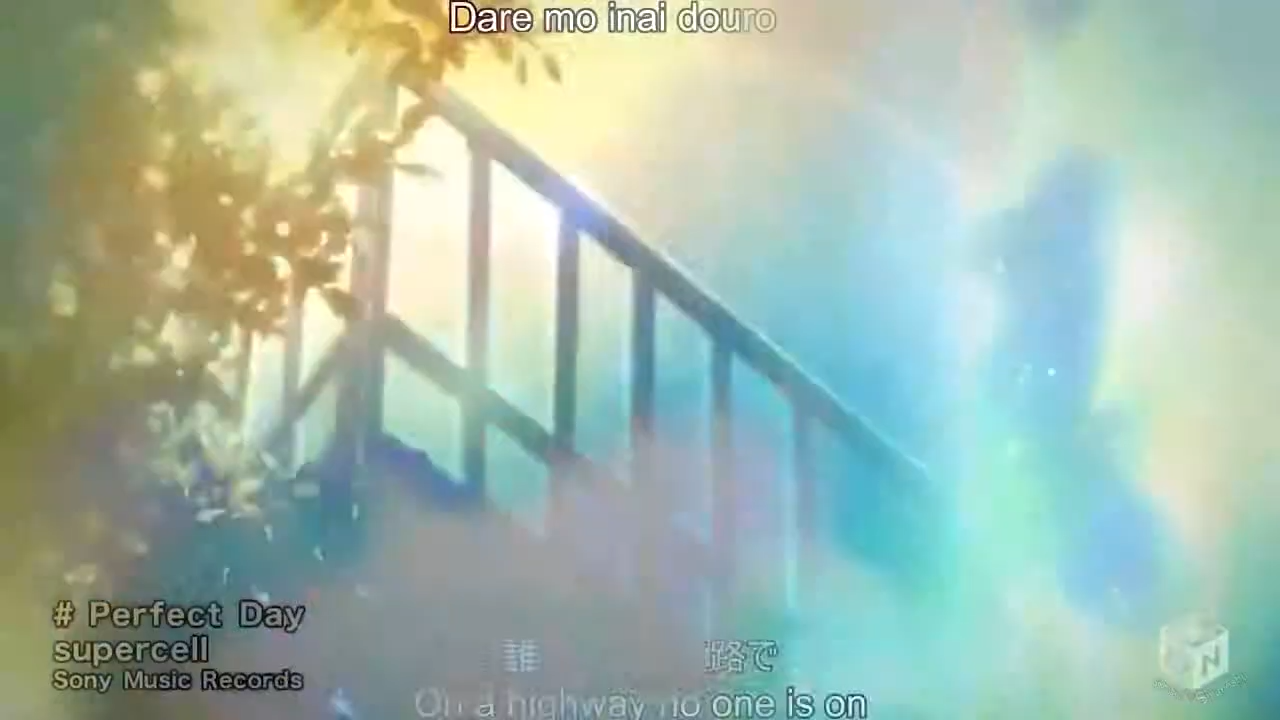 Dare mo inai douro
# Perfect Day
supercell
Sony Music Records
誰 路で
On a highway no one is on